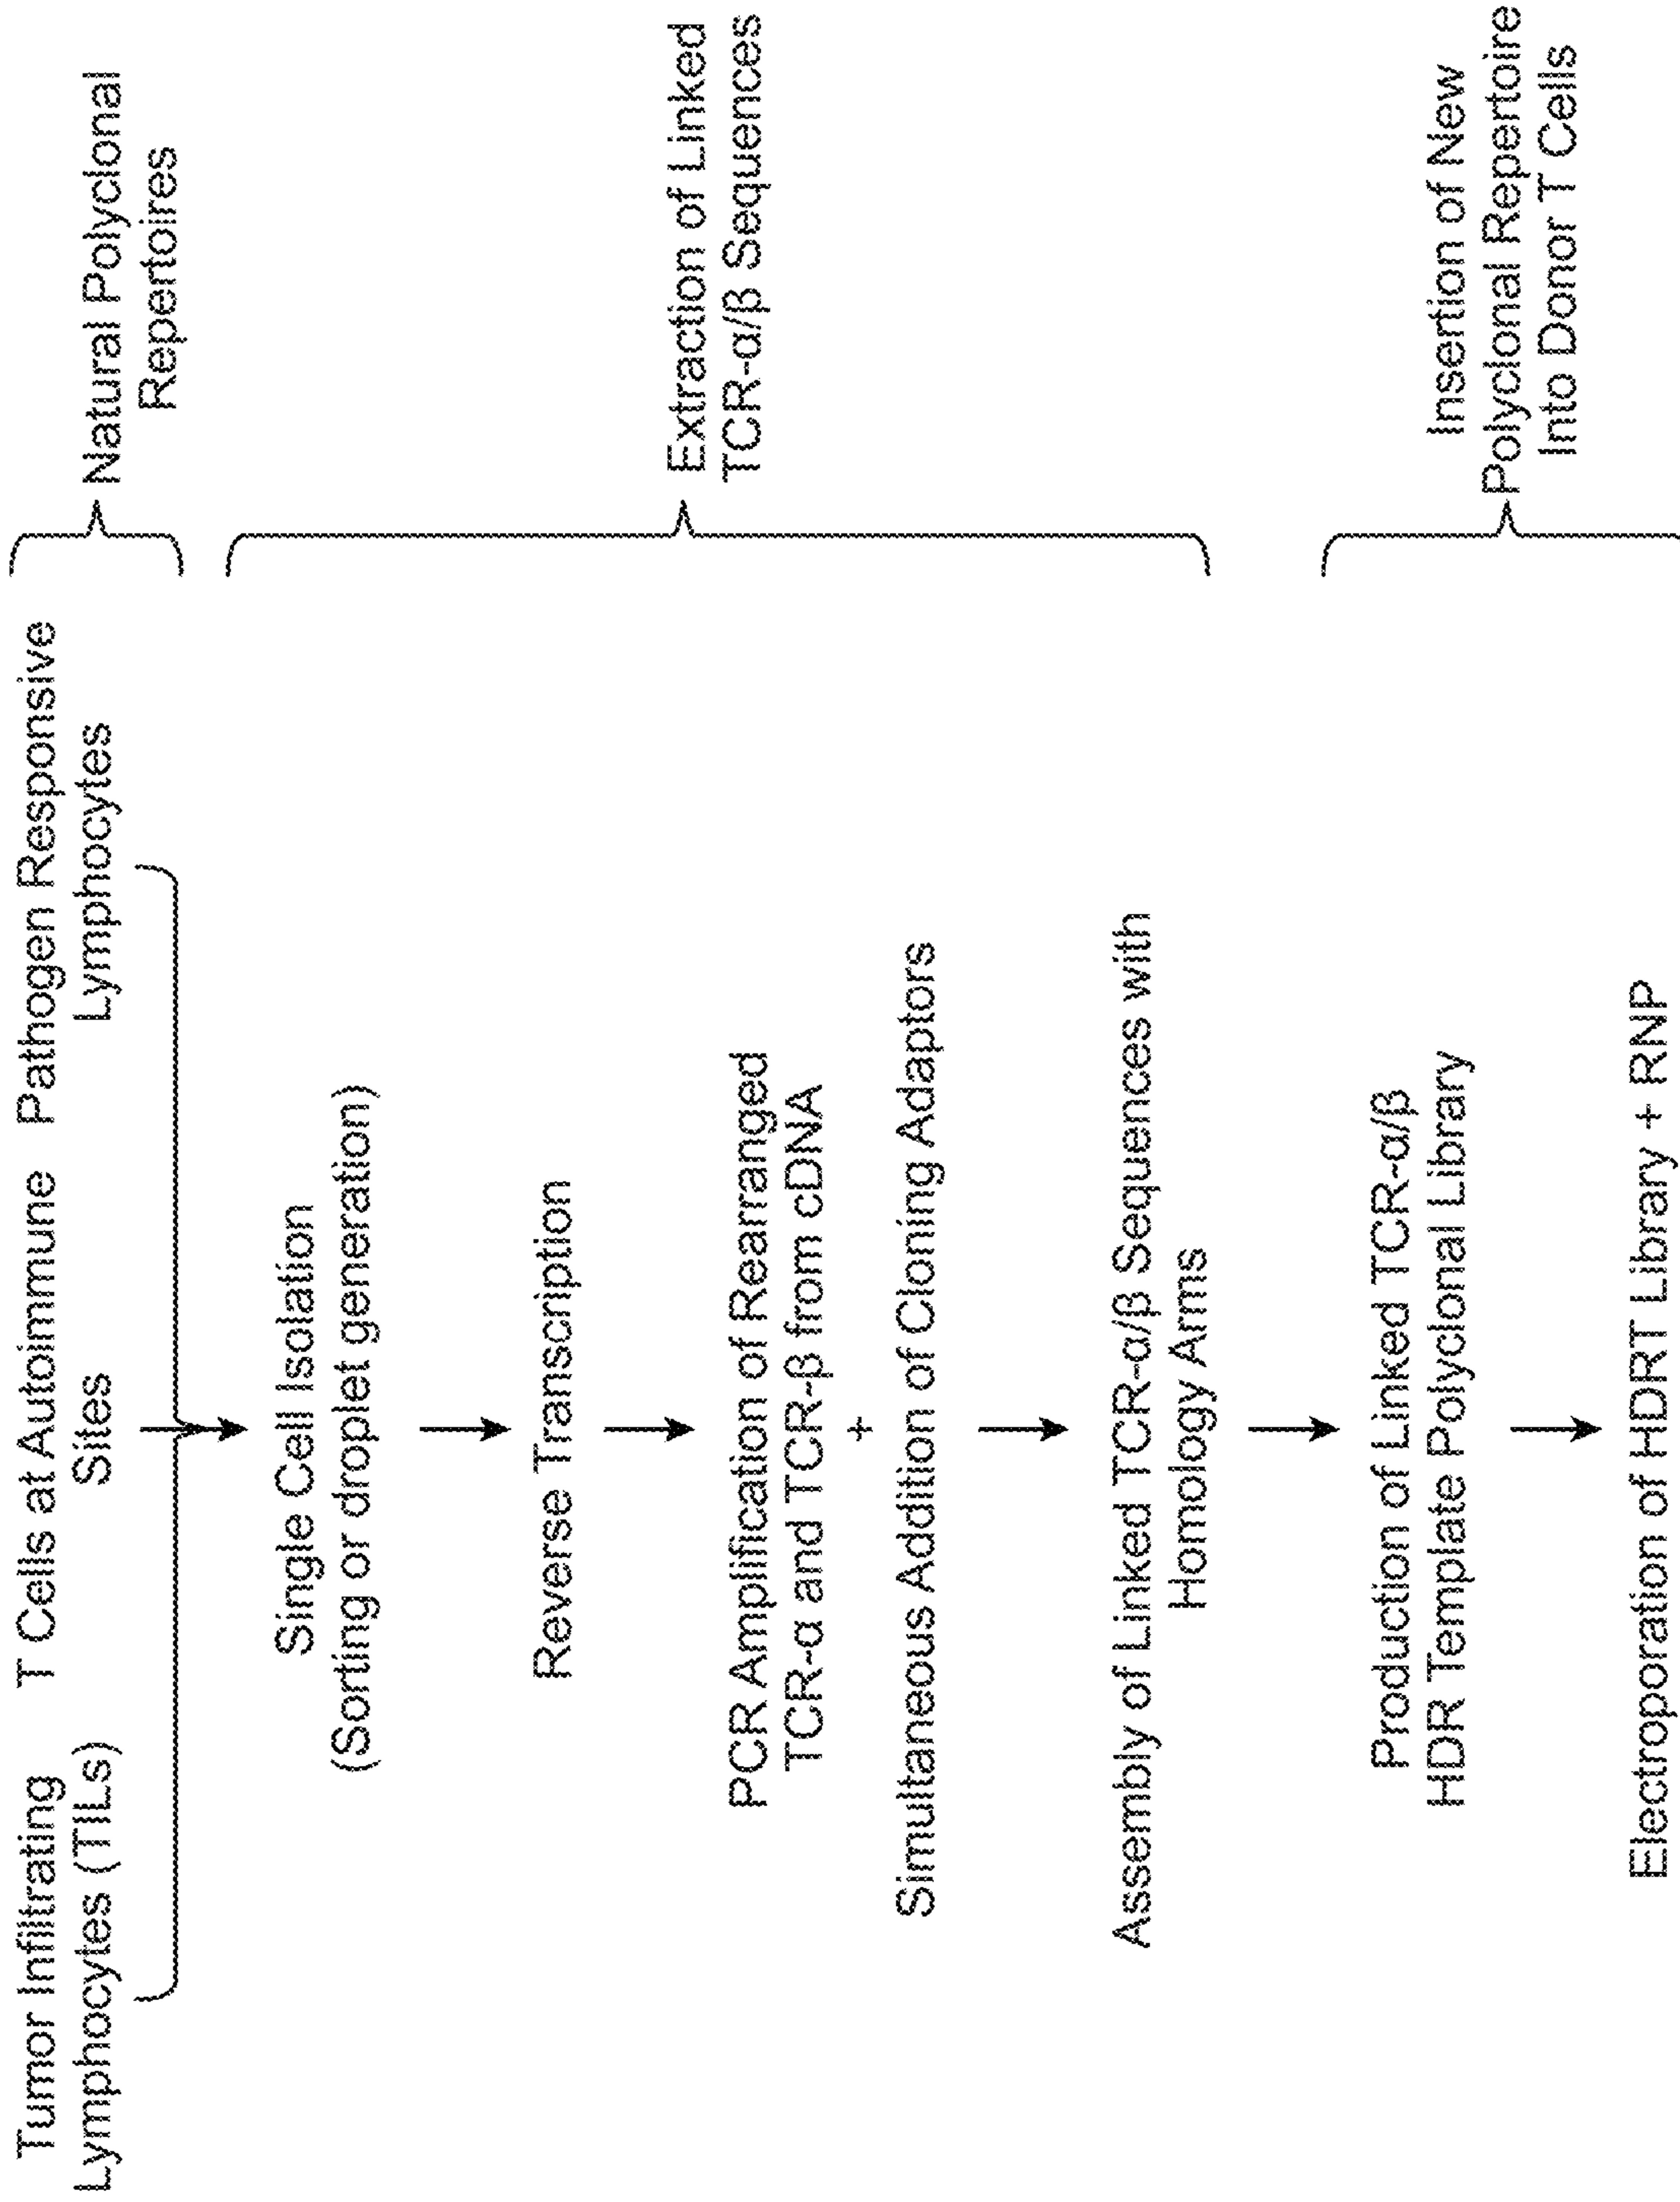 Tumor Infiltrating
Lymphocytes (TILs)
T Cells at Autoimmune
Sites
Pathogen Responsive
Lymphocytes
Natural Polyclonal
Repertoires
Single Cell Isolation
(Sorting or droplet generation)
Reverse Transcription
PCR Amplification of Rearranged
TCR-α and TCR-β from cDNA
+
Simultaneous Addition of Cloning Adaptors
Assembly of Linked TCR-α/β Sequences with
Homology Arms
Extraction of Linked
TCR-α/β Sequences
Production of Linked TCR-α/β
HDR Template Polyclonal Library
Electroporation of HDRT Library + RNP
Insertion of New
Polyclonal Repertoire
Into Donor T Cells